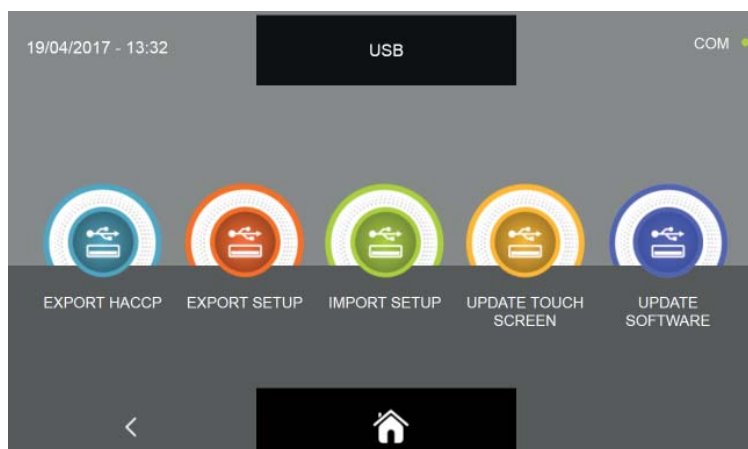 19/04/2017 - 13:32
USB
COM
EXPORT HACCP
EXPORT SETUP
IMPORT SETUP
UPDATE TOUCH
SCREEN
UPDATE
SOFTWARE